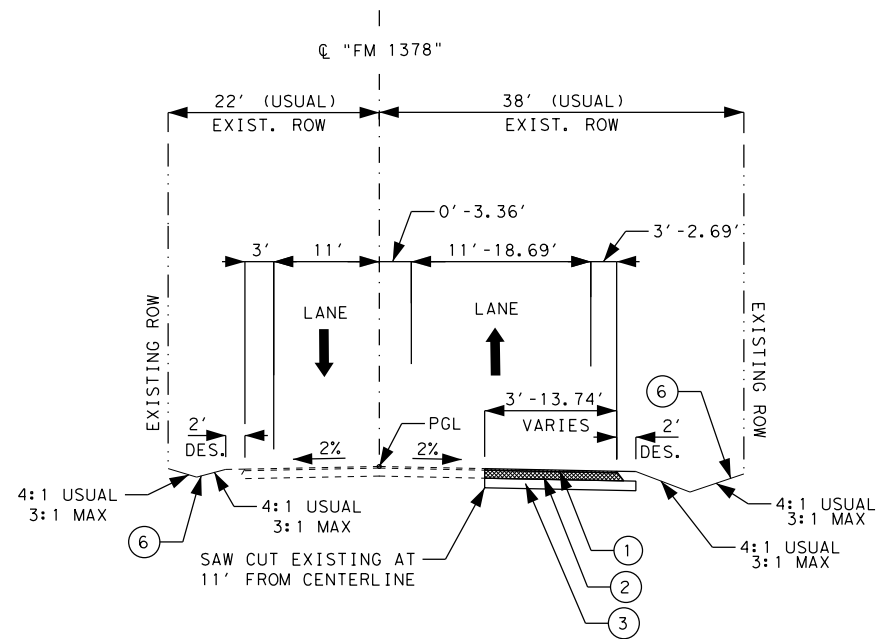 ℄ "FM 1378"
22' (USUAL)
EXIST. ROW
38' (USUAL)
EXIST. ROW
0'-3.36'
3'-2.69'
3'
11'
11'-18.69'
LANE
LANE
EXISTING ROW
EXISTING ROW
3'-13.74'
VARIES
6
2'
DES.
PGL
2'
DES.
2%
2%
4:1 USUAL
3:1 MAX
4:1 USUAL
3:1 MAX
4:1 USUAL
3:1 MAX
4:1 USUAL
3:1 MAX
6
SAW CUT EXISTING AT
11' FROM CENTERLINE
1
2
3